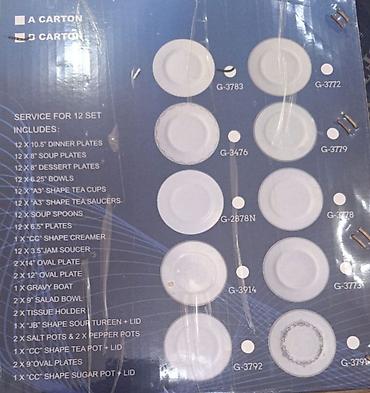 A CARTON
B CARTON
SERVICE FOR 12 SET
INCLUDES:
12 X 10.5" DINNER PLATES
12 X 8" SOUP PLATES
12 X 8" DESSERT PLATES
12 X 6.25" BOWLS
12 X "A3" SHAPE TEA CUPS
12 X "A3" SHAPE TEA SAUCERS
12 X SOUP SPOONS
12 X 6.5" PLATES
1 X "CC" SHAPE CREAMER
12 X 3.5"JAM SOUCER
2 X14" OVAL PLATE
2 X 12" OVAL PLATE
1 X GRAVY BOAT
2 X 9" SALAD BOWL
2 X TISSUE HOLDER
1 X "JB" SHAPE SOUR TUREEN + LID
2 X SALT POTS & 2 X PEPPER POTS
1 X "CC" SHAPE TEA POT + LID
2 X 9"OVAL PLATES
1 X "CC" SHAPE SUGAR POT + LID
G-3783
G-3772
G-3476
G-3779
G-2878N
G-3778
G-3914
G-3773
G-3792
G-3791